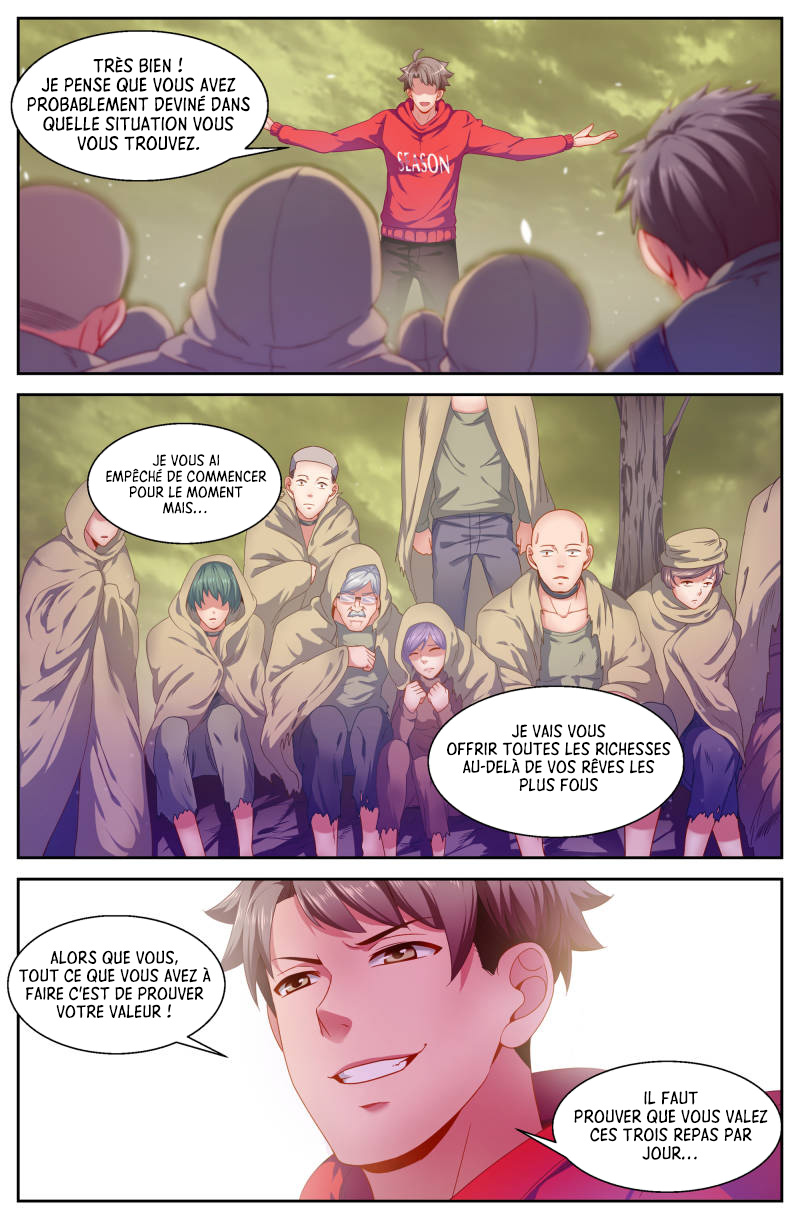 TRÈS BIEN !
JE PENSE QUE VOUS AVEZ
PROBABLEMENT DEVINÉ DANS
QUELLE SITUATION VOUS
VOUS TROUVEZ.
SEASON
JE VOUS AI
EMPÊCHÉ DE COMMENCER
POUR LE MOMENT
MAIS...
JE VAIS VOUS
OFFRIR TOUTES LES RICHESSES
AU-DELÀ DE VOS RÊVES LES
PLUS FOUS
ALORS QUE VOUS,
TOUT CE QUE VOUS AVEZ À
FAIRE C'EST DE PROUVER
VOTRE VALEUR !
IL FAUT
PROUVER QUE VOUS VALEZ
CES TROIS REPAS PAR
JOUR...